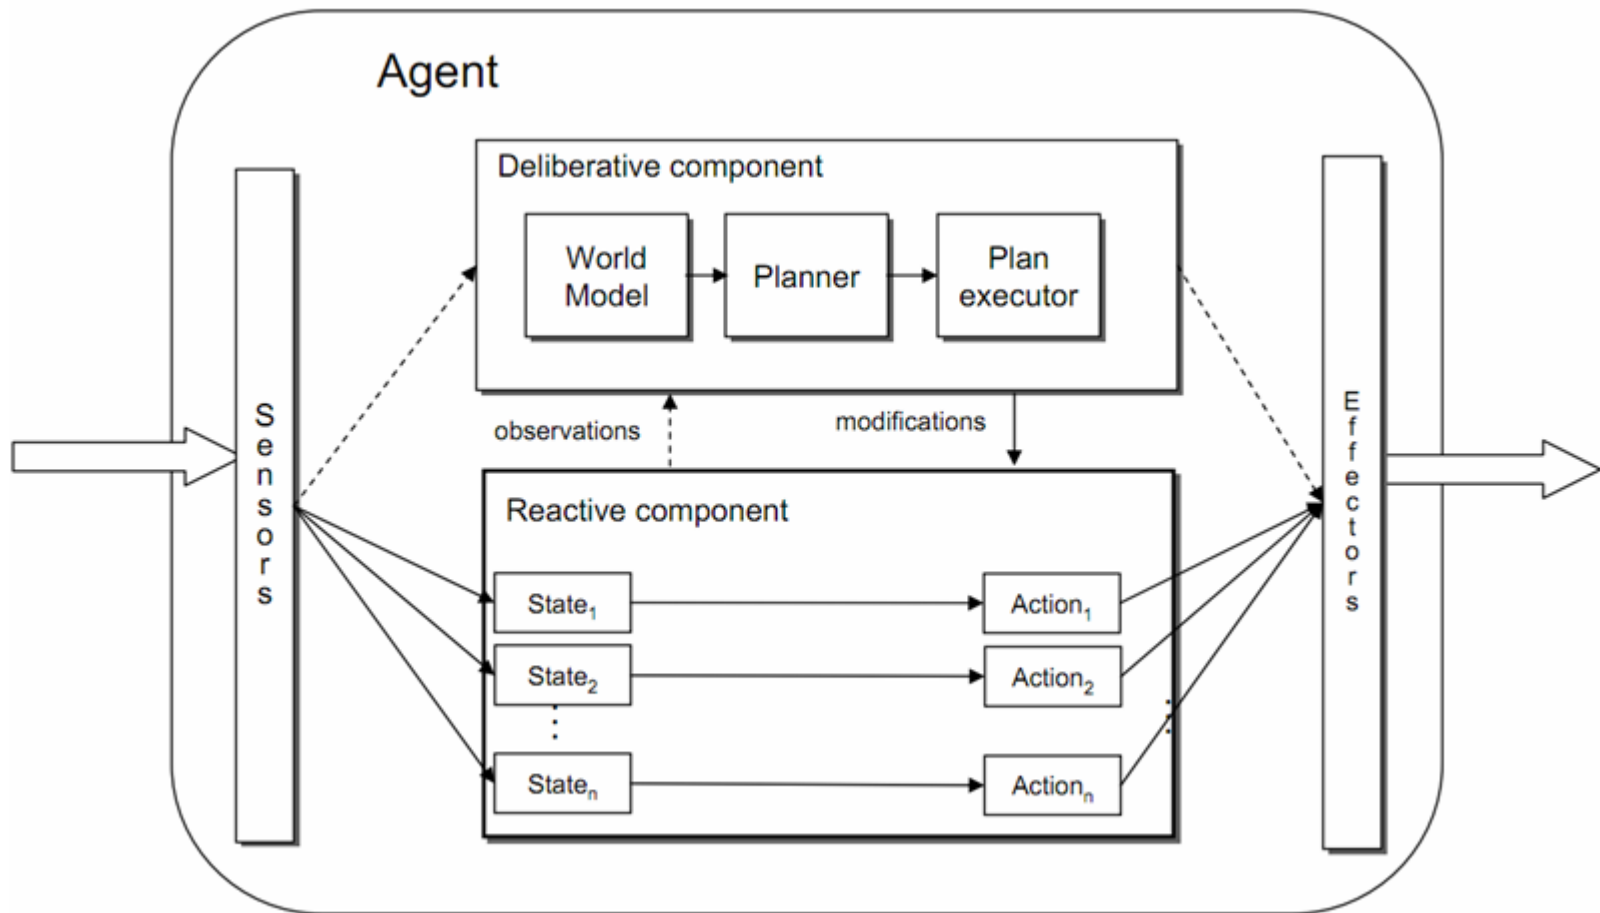 Agent
Deliberative component
World
Model
Planner
Plan
executor
Sensors
observations
modifications
Effectors
Reactive component
State₁
Action₁
State₂
Action₂
⋮
⋮
Stateₙ
Actionₙ